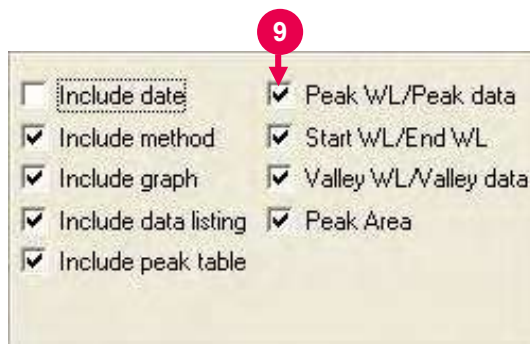 9
Include date
Include method
Include graph
Include data listing
Include peak table
Peak WL/Peak data
Start WL/End WL
Valley WL/Valley data
Peak Area